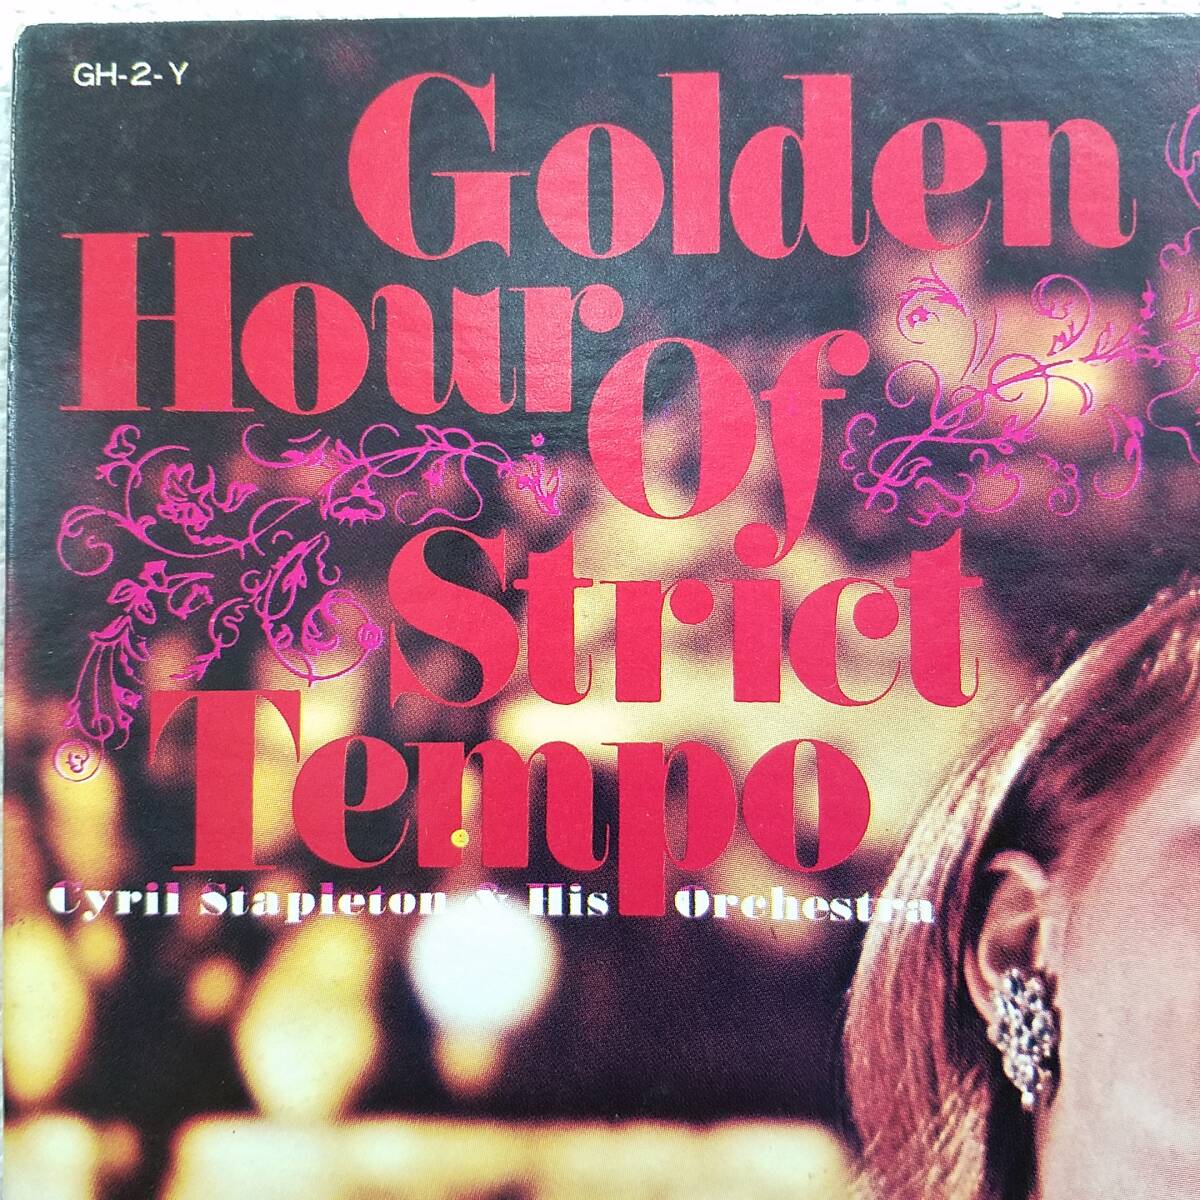 GH-2-Y
Golden
Hour
Of
Strict
Tempo
Cyril Stapleton & His Orchestra